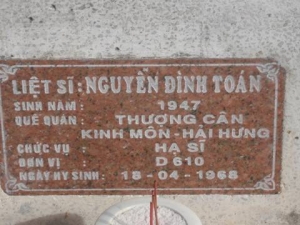 LIỆT SĨ : NGUYỄN ĐÌNH TOÁN
SINH NĂM : 1947
QUÊ QUÁN : THƯỢNG CẦN
KINH MÔN - HẢI HƯNG
CHỨC VỤ : HẠ SĨ
ĐƠN VỊ : D 610
NGÀY HY SINH : 18-04-1968